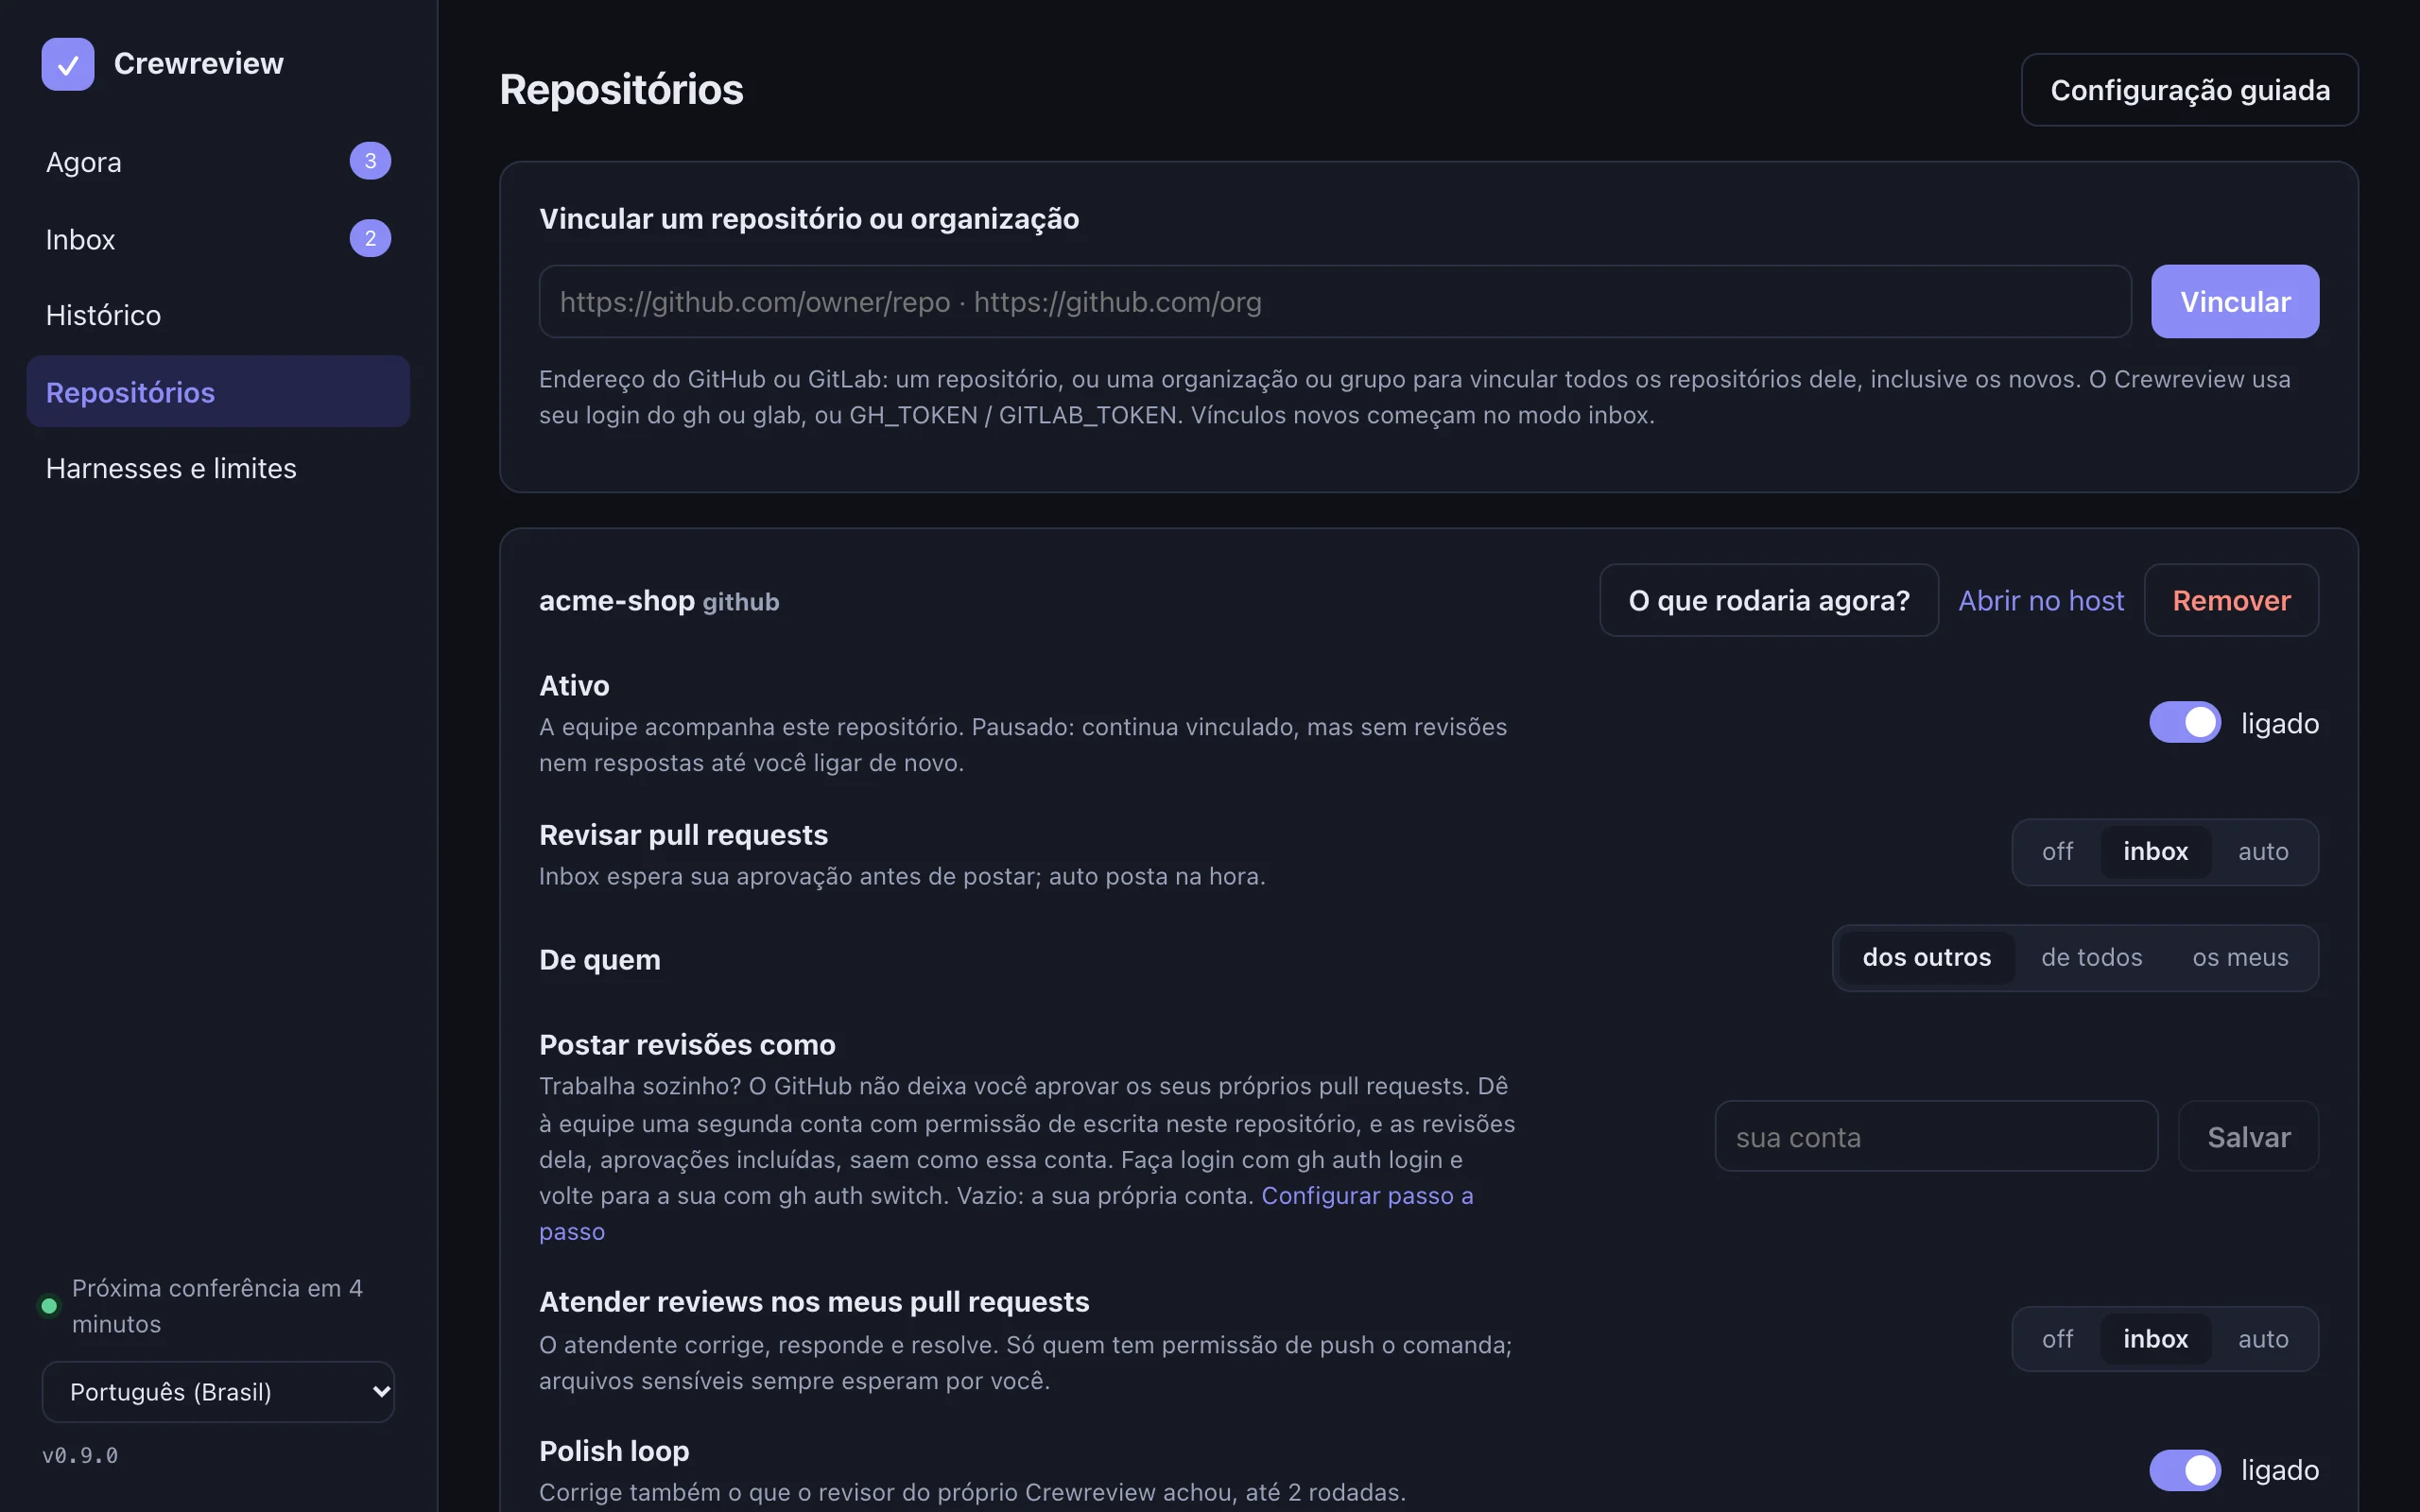 Crewreview
Agora 3
Inbox 2
Histórico
Repositórios
Harnesses e limites
Próxima conferência em 4
minutos
Português (Brasil)
v0.9.0
Repositórios
Configuração guiada
Vincular um repositório ou organização
https://github.com/owner/repo · https://github.com/org
Vincular
Endereço do GitHub ou GitLab: um repositório, ou uma organização ou grupo para vincular todos os repositórios dele, inclusive os novos. O Crewreview usa
seu login do gh ou glab, ou GH_TOKEN / GITLAB_TOKEN. Vínculos novos começam no modo inbox.
acme-shop github
O que rodaria agora?
Abrir no host
Remover
Ativo
A equipe acompanha este repositório. Pausado: continua vinculado, mas sem revisões
nem respostas até você ligar de novo.
ligado
Revisar pull requests
Inbox espera sua aprovação antes de postar; auto posta na hora.
off inbox auto
De quem
dos outros de todos os meus
Postar revisões como
Trabalha sozinho? O GitHub não deixa você aprovar os seus próprios pull requests. Dê
à equipe uma segunda conta com permissão de escrita neste repositório, e as revisões
dela, aprovações incluídas, saem como essa conta. Faça login com gh auth login e
volte para a sua com gh auth switch. Vazio: a sua própria conta. Configurar passo a
passo
sua conta
Salvar
Atender reviews nos meus pull requests
O atendente corrige, responde e resolve. Só quem tem permissão de push o comanda;
arquivos sensíveis sempre esperam por você.
off inbox auto
Polish loop
Corrige também o que o revisor do próprio Crewreview achou, até 2 rodadas.
ligado